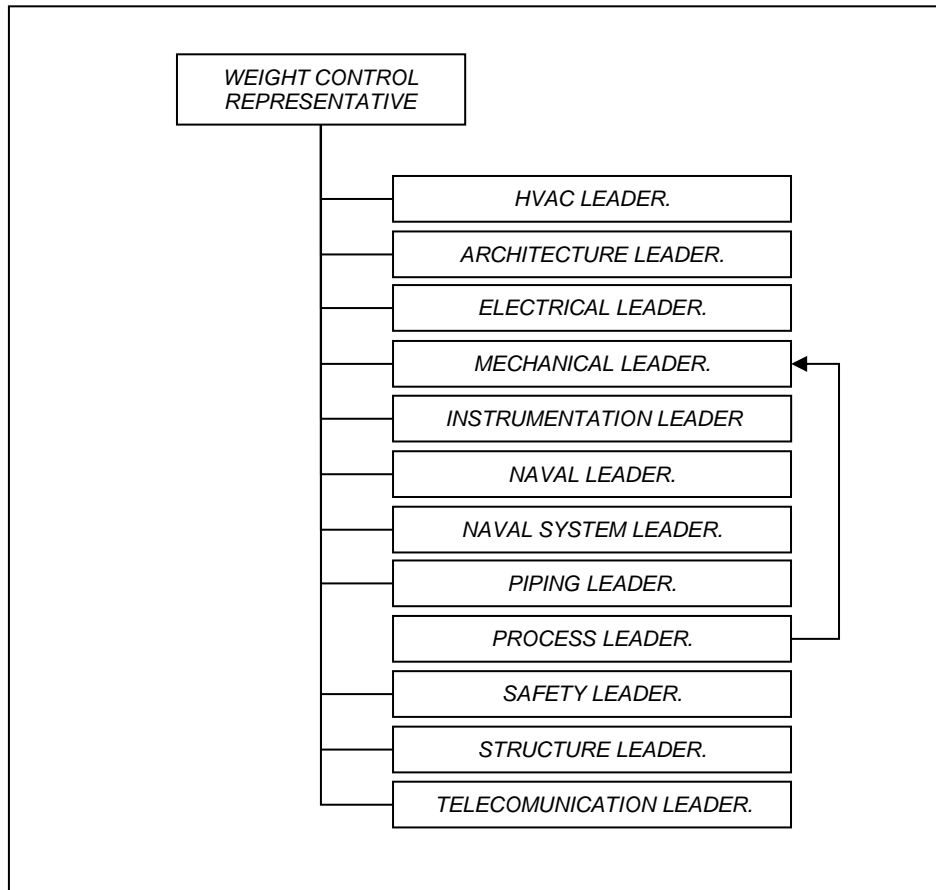 WEIGHT CONTROL
REPRESENTATIVE
HVAC LEADER.
ARCHITECTURE LEADER.
ELECTRICAL LEADER.
MECHANICAL LEADER.
INSTRUMENTATION LEADER
NAVAL LEADER.
NAVAL SYSTEM LEADER.
PIPING LEADER.
PROCESS LEADER.
SAFETY LEADER.
STRUCTURE LEADER.
TELECOMUNICATION LEADER.